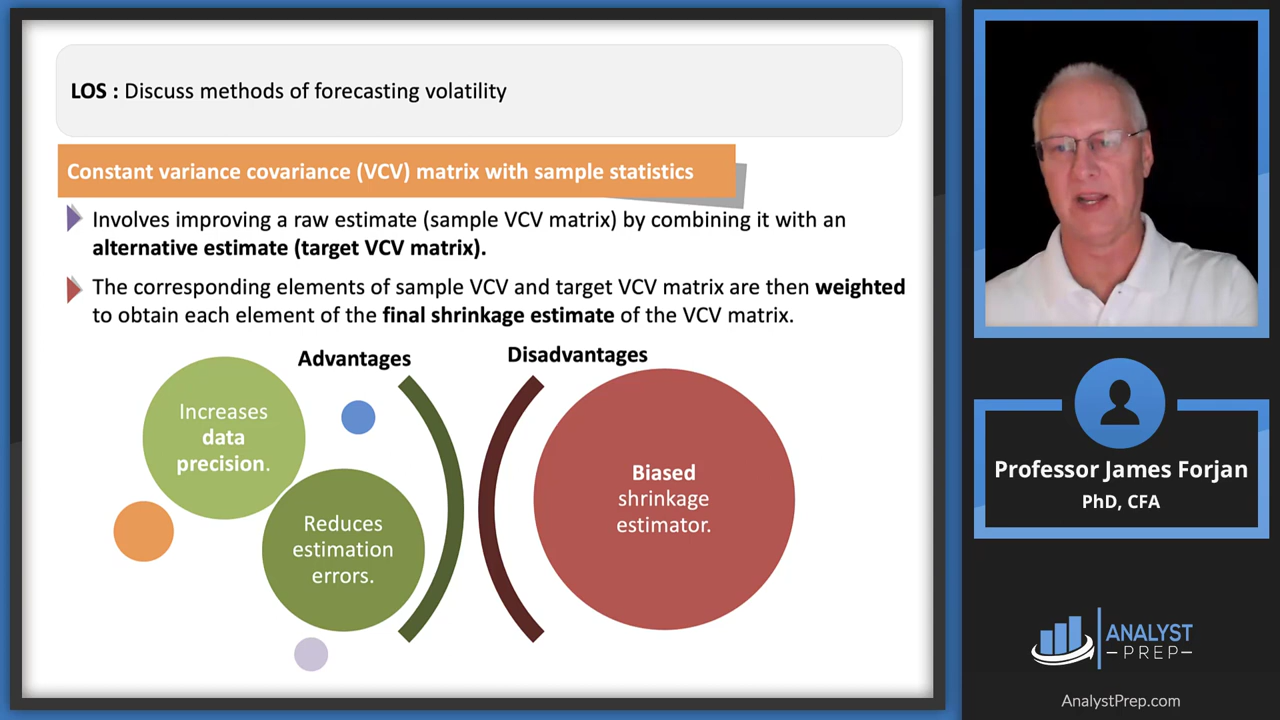 LOS : Discuss methods of forecasting volatility
Constant variance covariance (VCV) matrix with sample statistics
Involves improving a raw estimate (sample VCV matrix) by combining it with an
alternative estimate (target VCV matrix).
The corresponding elements of sample VCV and target VCV matrix are then weighted
to obtain each element of the final shrinkage estimate of the VCV matrix.
Advantages
Increases
data
precision.
Reduces
estimation
errors.
Disadvantages
Biased
shrinkage
estimator.
Professor James Forjan
PhD, CFA
ANALYST
PREP
AnalystPrep.com